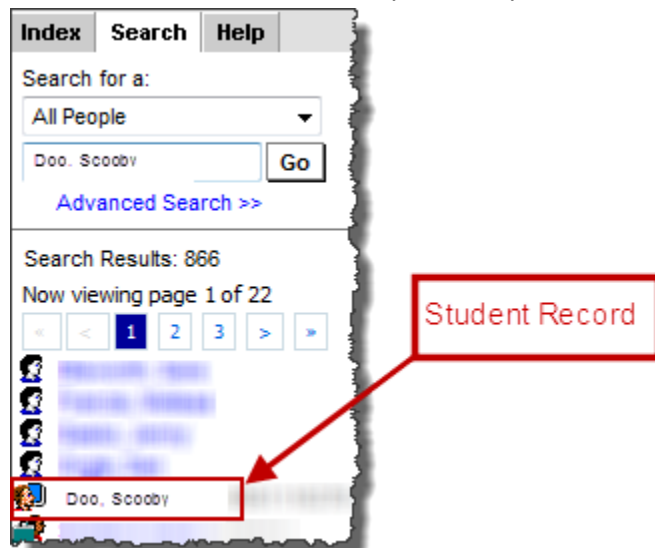 Index Search Help
Search for a:
All People
Doo. Scooby Go
Advanced Search >>
Search Results: 866
Now viewing page 1 of 22
« < 1 2 3 > »
Student Record
Doo, Scooby